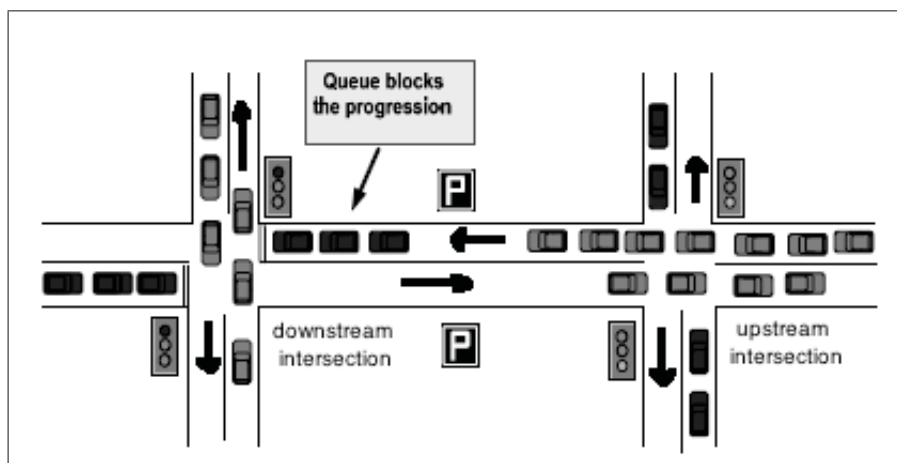 Queue blocks
the progression
P
P
downstream
intersection
upstream
intersection